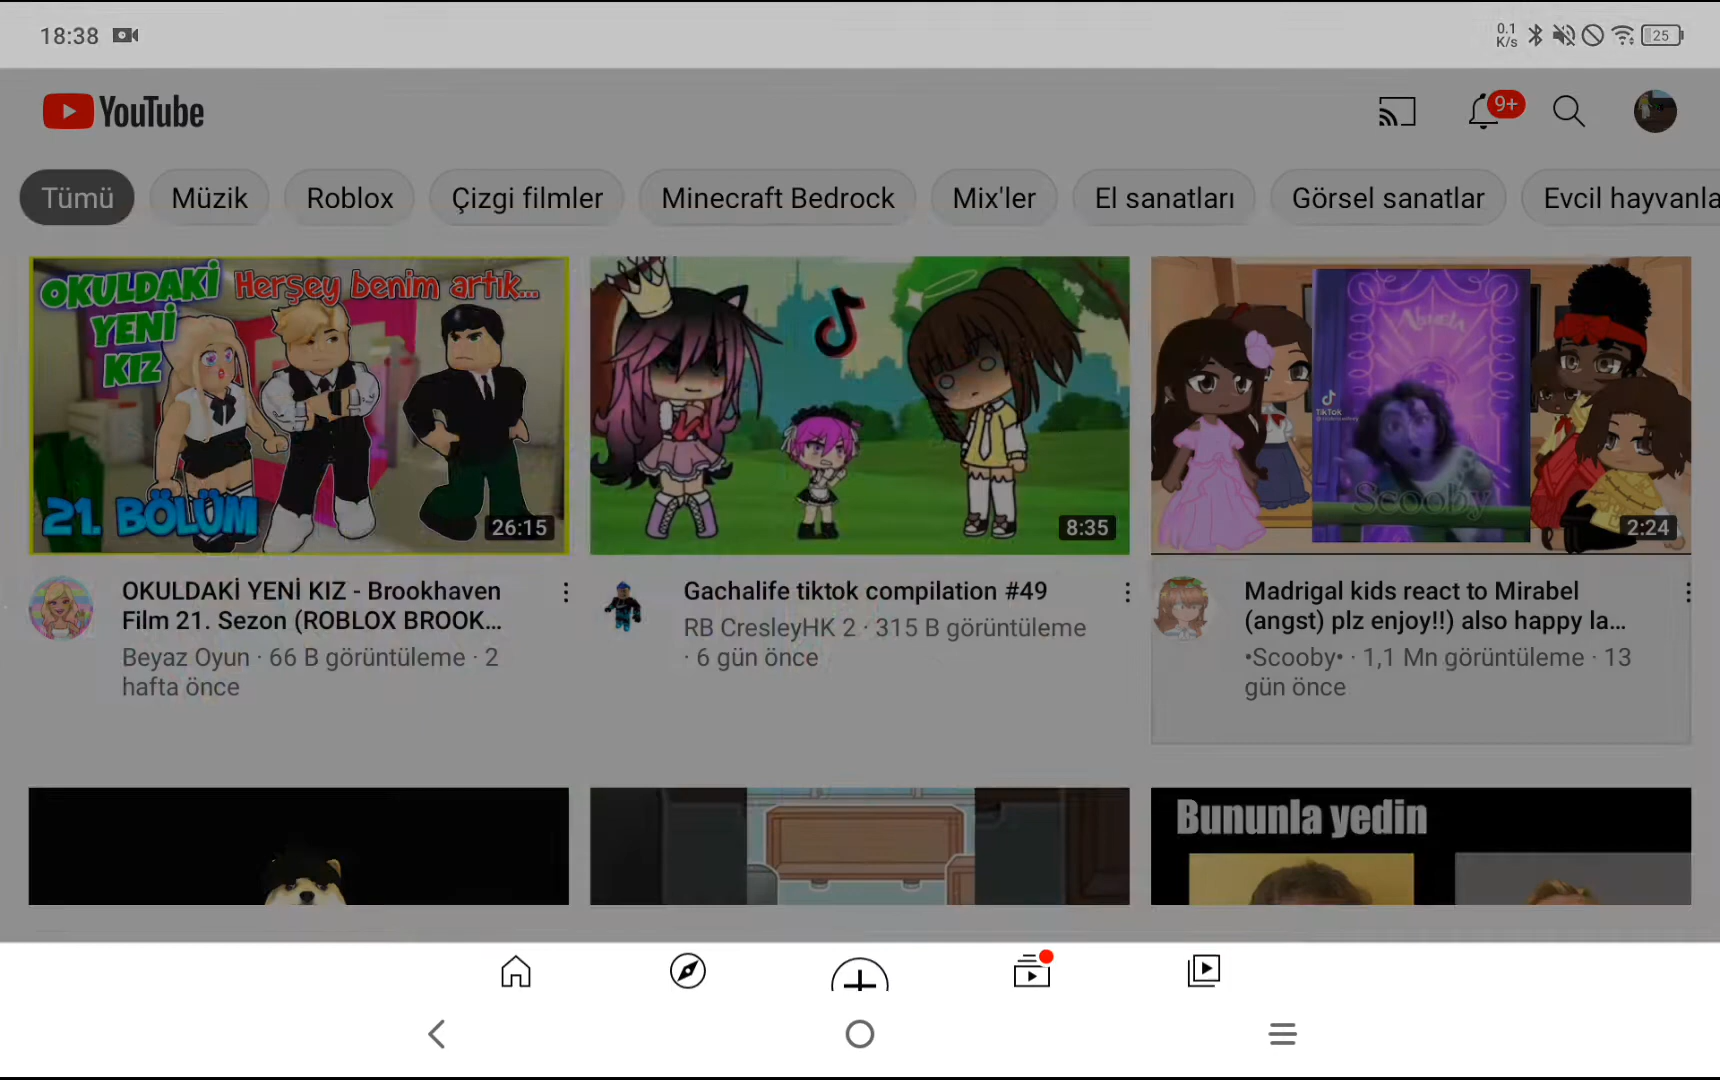 18:38
0.1
K/s
25
YouTube
9+
Tümü
Müzik
Roblox
Çizgi filmler
Minecraft Bedrock
Mix'ler
El sanatları
Görsel sanatlar
Evcil hayvanla
OKULDAKİ
YENİ
KIZ
Herşey benim artık...
21. BÖLÜM
26:15
8:35
Abuela
TikTok
Scooby
2:24
OKULDAKİ YENİ KIZ - Brookhaven
Film 21. Sezon (ROBLOX BROOK...
Beyaz Oyun · 66 B görüntüleme · 2
hafta önce
Gachalife tiktok compilation #49
RB CresleyHK 2 · 315 B görüntüleme
· 6 gün önce
Madrigal kids react to Mirabel
(angst) plz enjoy!!) also happy la...
•Scooby• · 1,1 Mn görüntüleme · 13
gün önce
Bununla yedin